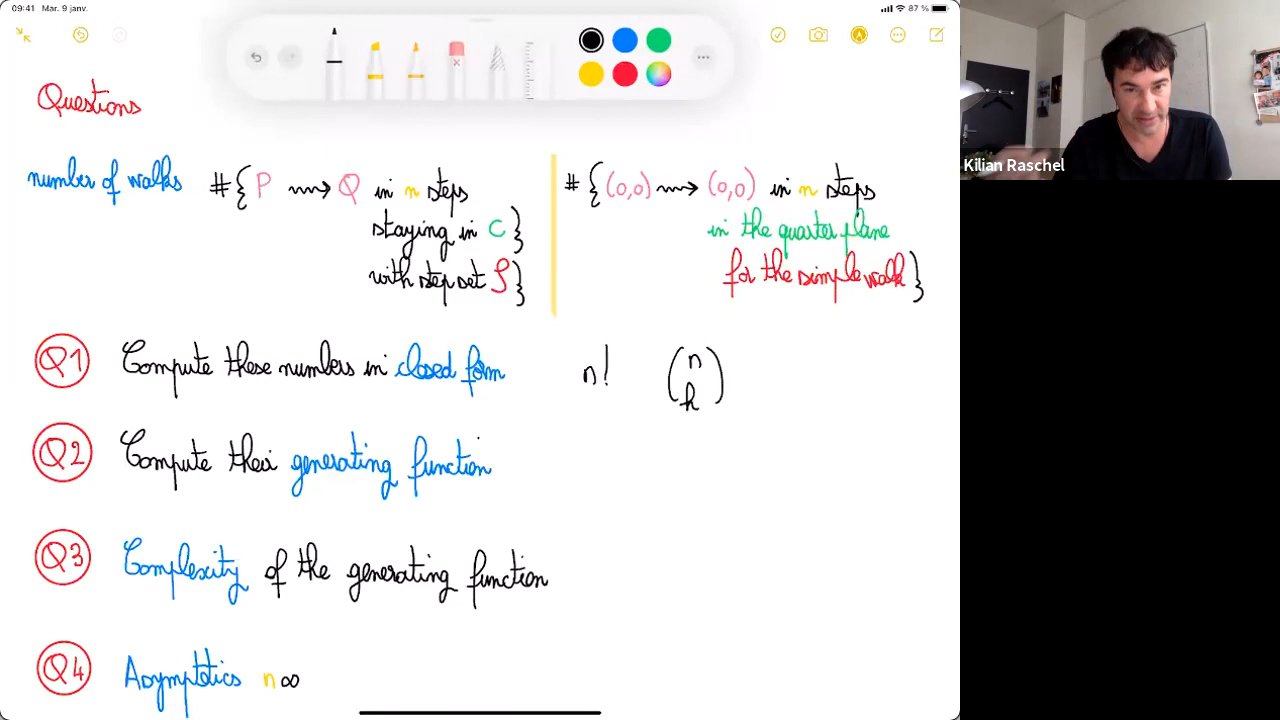 09:41 Mar. 9 janv.
87 %
Questions
number of walks #{ P ⟿ Q in n steps
staying in C }
with step set S }
#{ (0,0) ⟿ (0,0) in n steps
in the quarter plane
for the simple walk }
Kilian Raschel
Q1 Compute these numbers in closed form n! (n k)
Q2 Compute their generating function
Q3 Complexity of the generating function
Q4 Asymptotics n ∞